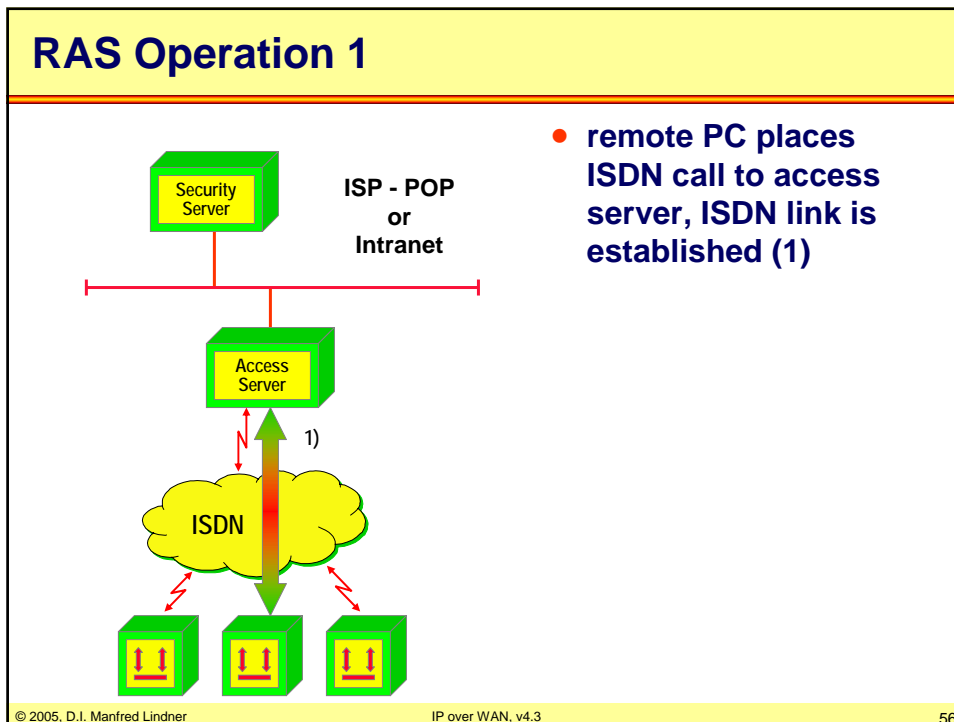 RAS Operation 1
• remote PC places
ISDN call to access
server, ISDN link is
established (1)
Security
Server
ISP - POP
or
Intranet
Access
Server
1)
ISDN
© 2005, D.I. Manfred Lindner
IP over WAN, v4.3
56